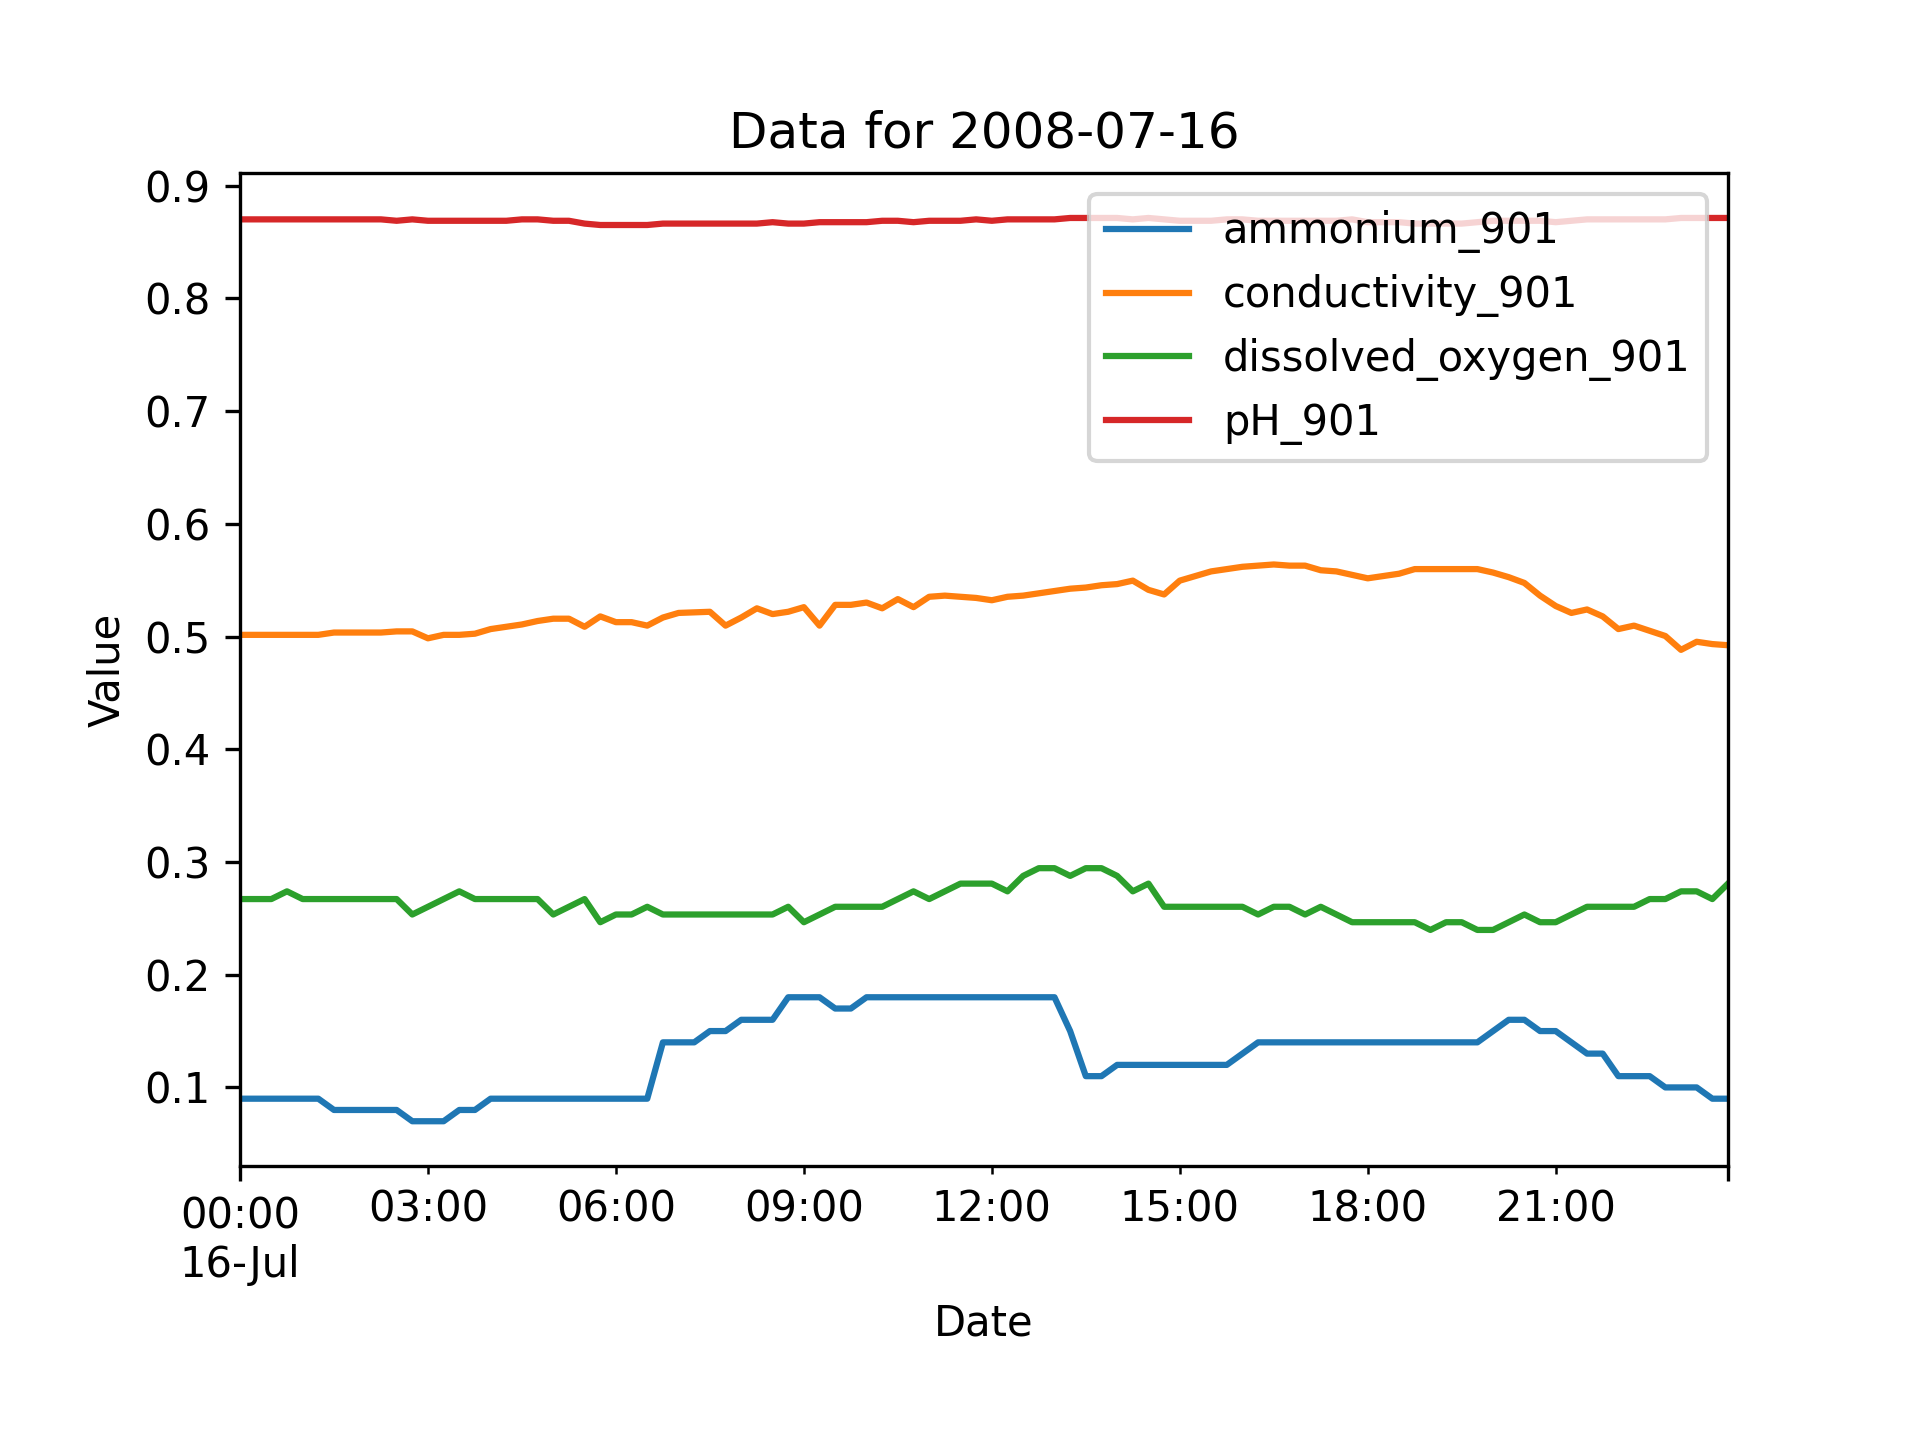 Data for 2008-07-16
0.9
0.8
0.7
0.6
0.5
0.4
0.3
0.2
0.1
Value
ammonium_901
conductivity_901
dissolved_oxygen_901
pH_901
00:00 03:00 06:00 09:00 12:00 15:00 18:00 21:00
16-Jul
Date